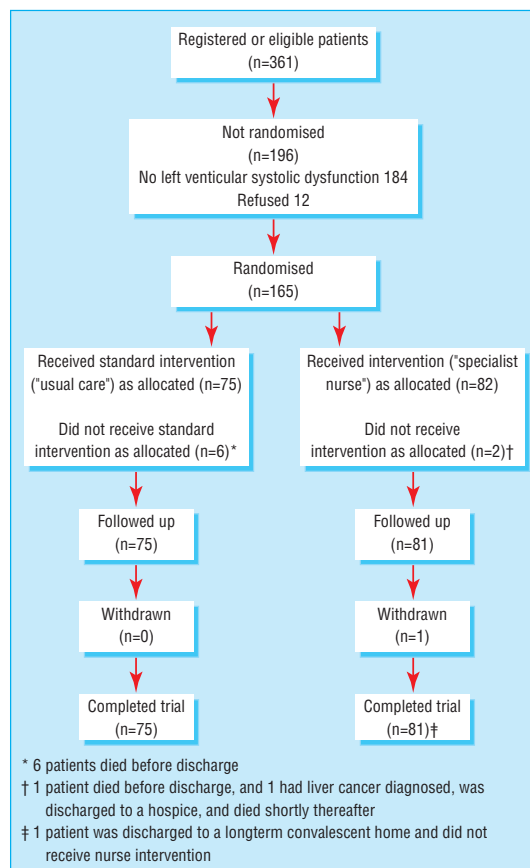 Registered or eligible patients
(n=361)
Not randomised
(n=196)
No left venticular systolic dysfunction 184
Refused 12
Randomised
(n=165)
Received standard intervention
("usual care") as allocated (n=75)
Did not receive standard
intervention as allocated (n=6)*
Received intervention ("specialist
nurse") as allocated (n=82)
Did not receive
intervention as allocated (n=2)†
Followed up
(n=75)
Followed up
(n=81)
Withdrawn
(n=0)
Withdrawn
(n=1)
Completed trial
(n=75)
Completed trial
(n=81)‡
* 6 patients died before discharge
† 1 patient died before discharge, and 1 had liver cancer diagnosed, was
discharged to a hospice, and died shortly thereafter
‡ 1 patient was discharged to a longterm convalescent home and did not
receive nurse intervention